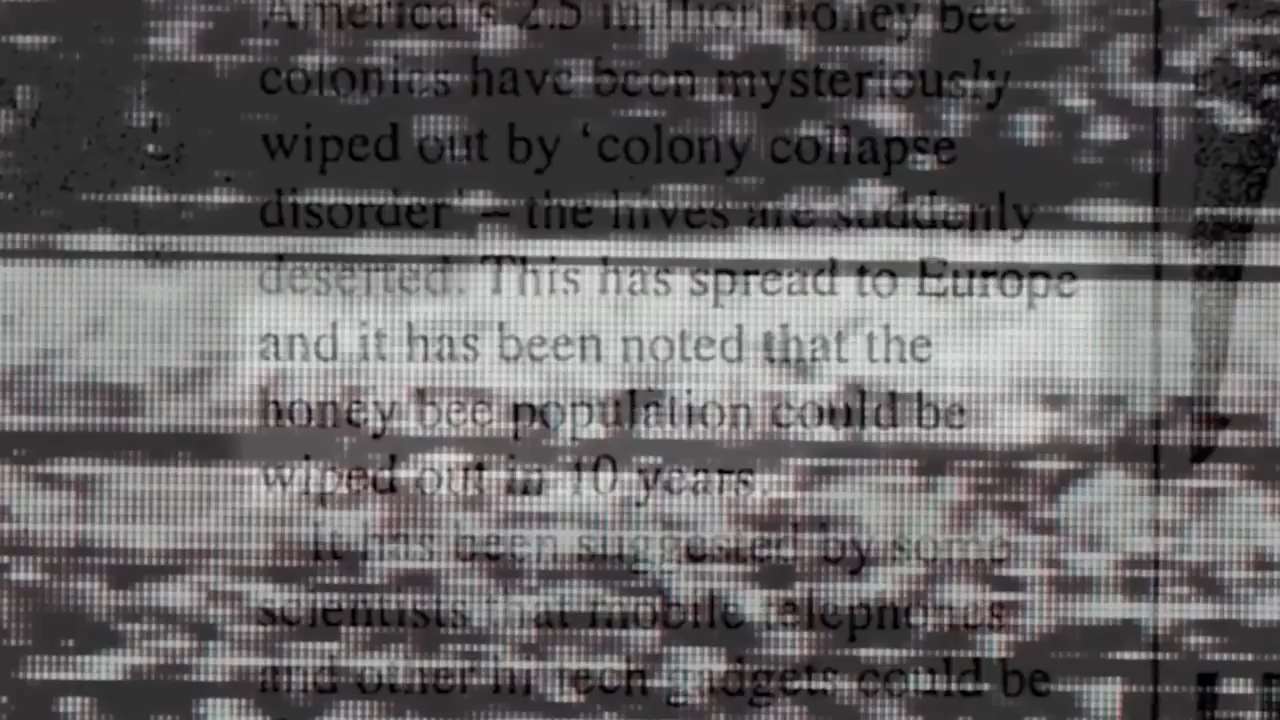 America's 2.5 million honey bee
colonies have been mysteriously
wiped out by ‘colony collapse
disorder’ – the hives are suddenly
deserted. This has spread to Europe
and it has been noted that the
honey bee population could be
wiped out in 10 years.
It has been suggested by some
scientists that mobile telephones
and other hi tech gadgets could be